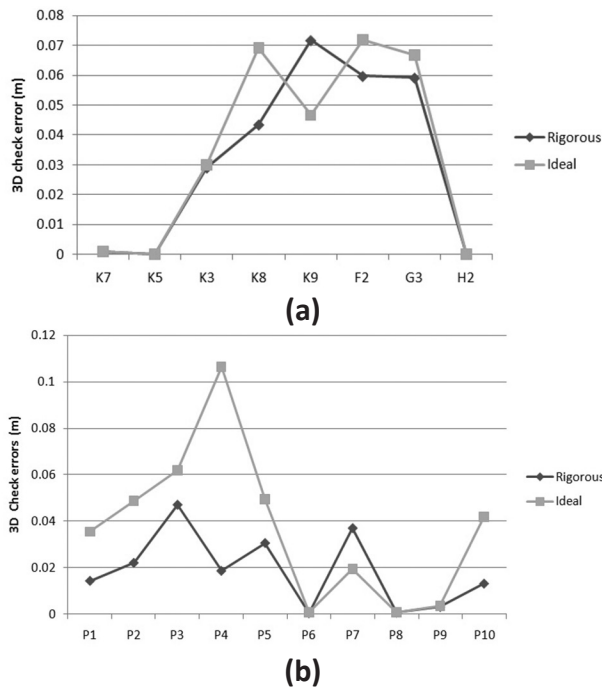 0.08
0.07
0.06
0.05
0.04
0.03
0.02
0.01
0
3D check error (m)
K7 K5 K3 K8 K9 F2 G3 H2
Rigorous
Ideal
(a)
0.12
0.1
0.08
0.06
0.04
0.02
0
3D Check errors (m)
P1 P2 P3 P4 P5 P6 P7 P8 P9 P10
Rigorous
Ideal
(b)